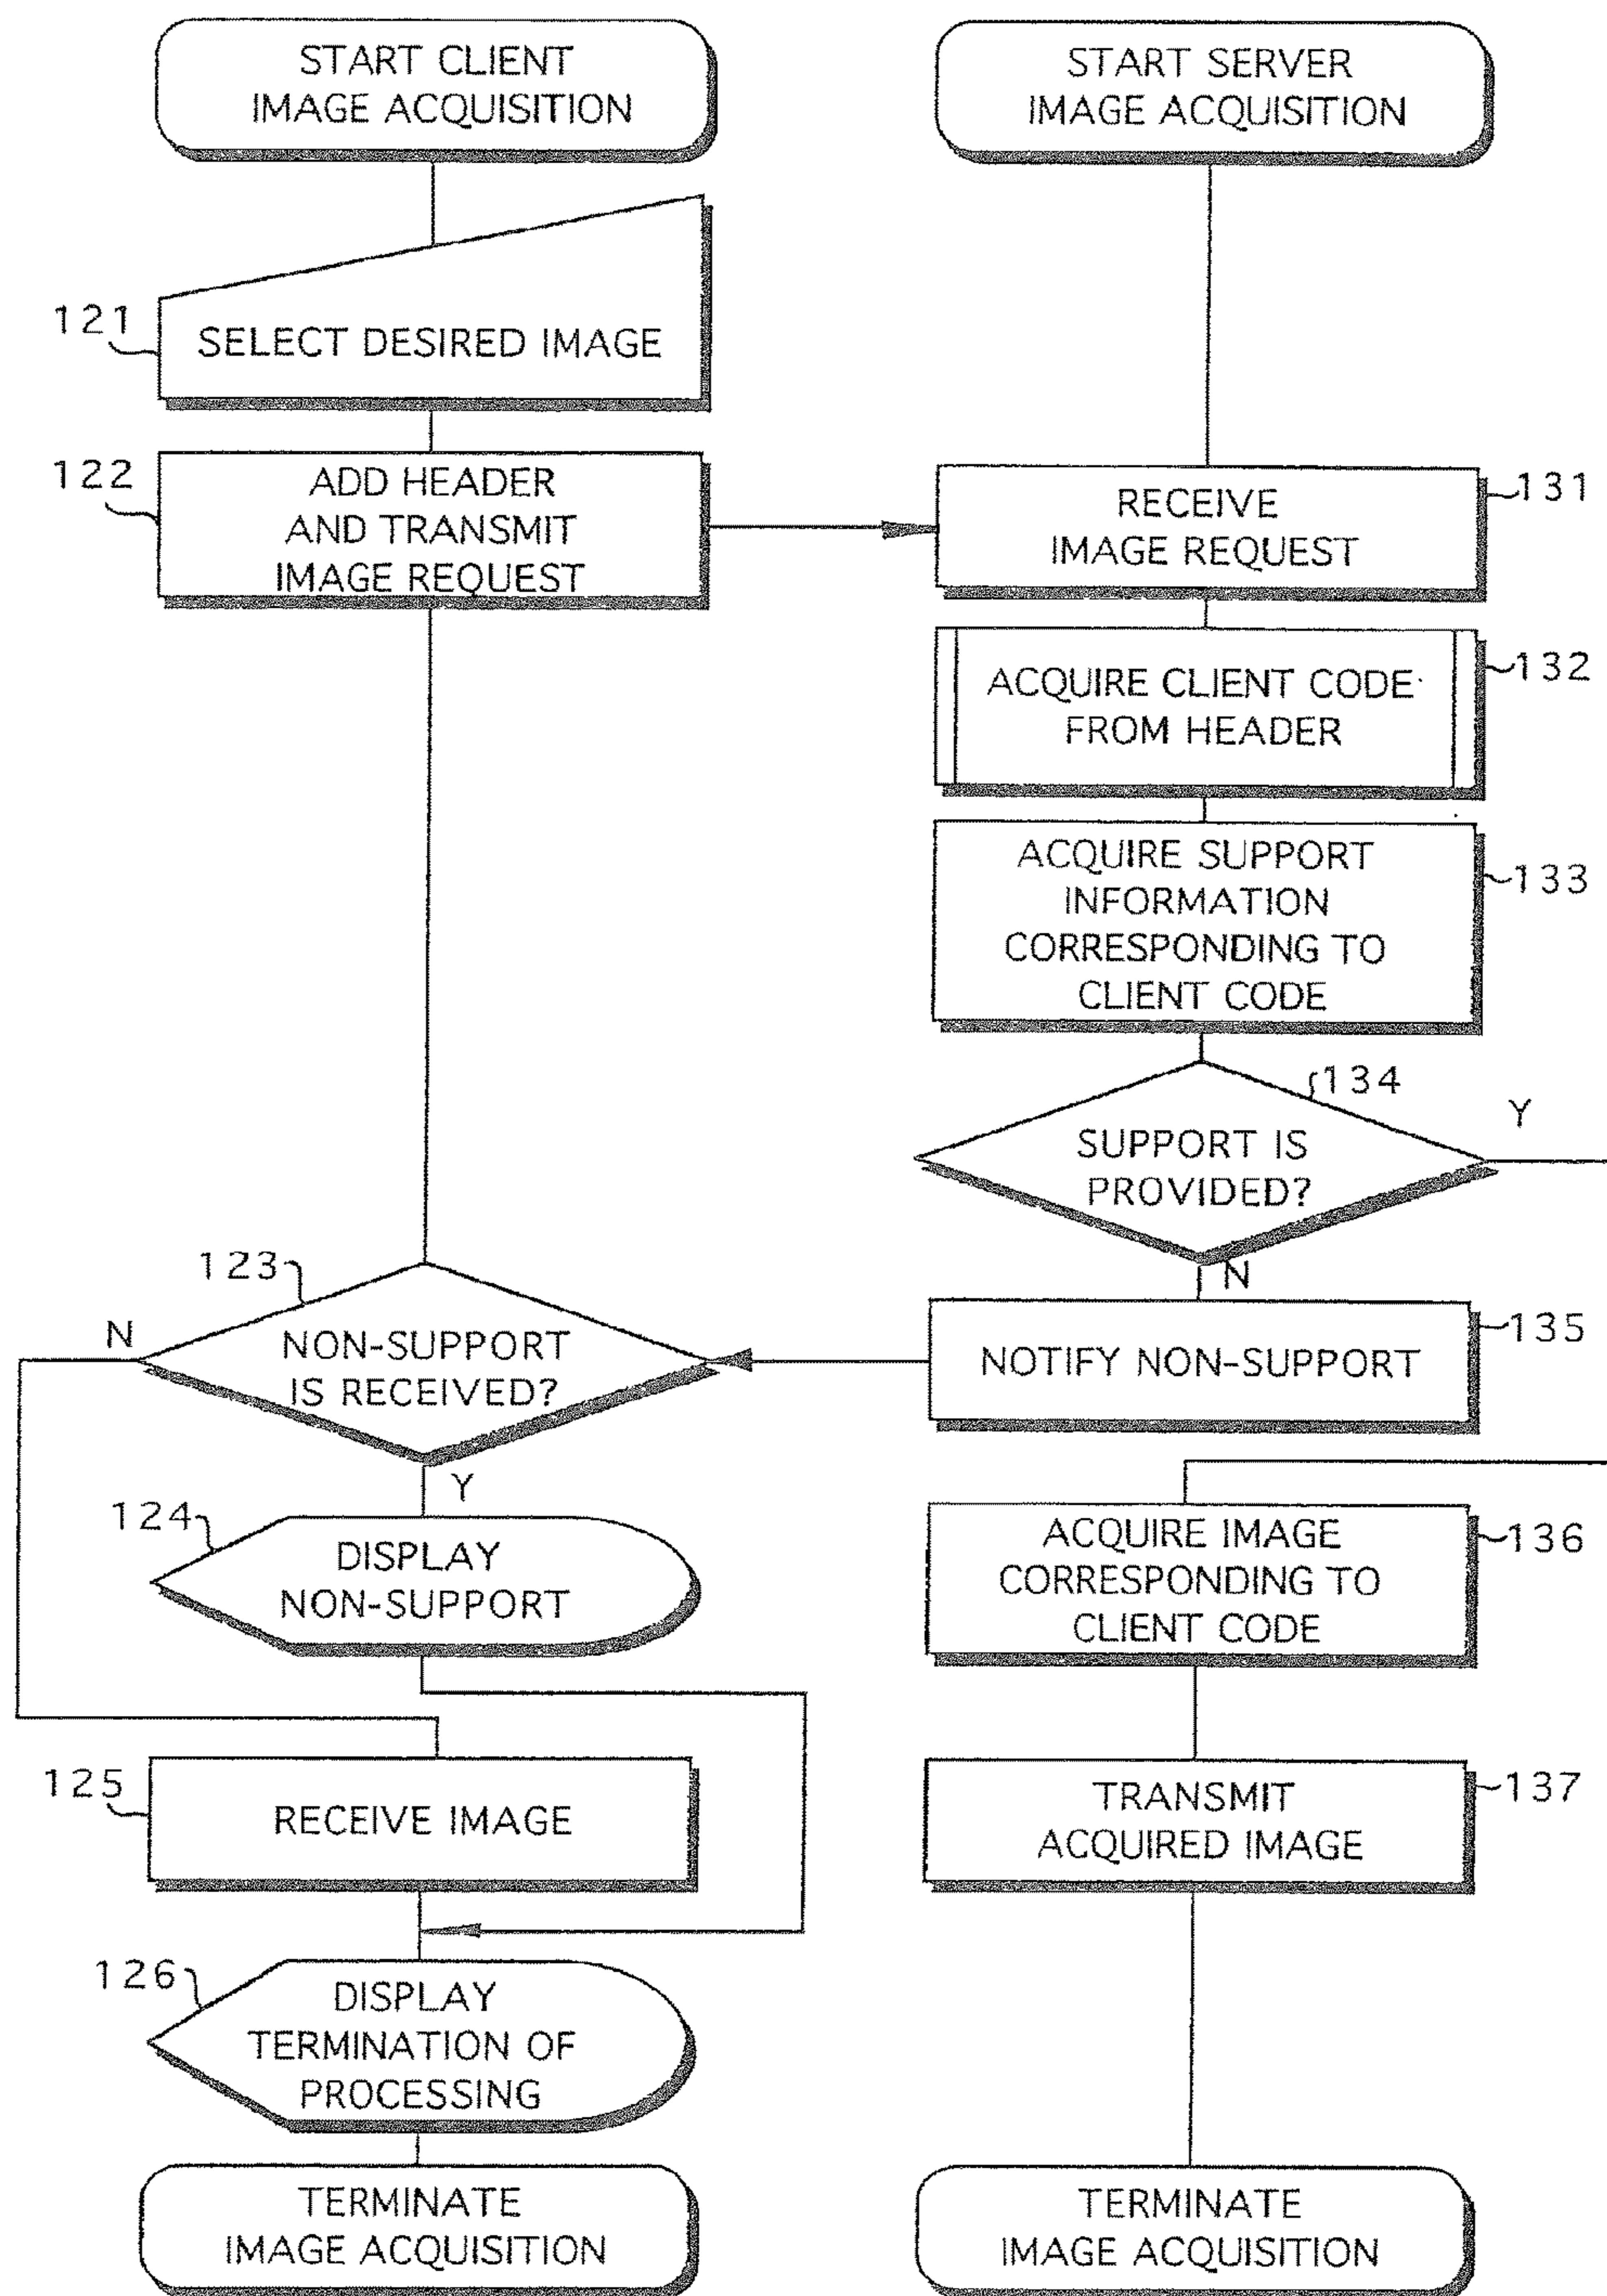 START CLIENT
IMAGE ACQUISITION
121
SELECT DESIRED IMAGE
122
ADD HEADER
AND TRANSMIT
IMAGE REQUEST
123
NON-SUPPORT
IS RECEIVED?
N
Y
124
DISPLAY
NON-SUPPORT
125
RECEIVE IMAGE
126
DISPLAY
TERMINATION OF
PROCESSING
TERMINATE
IMAGE ACQUISITION
START SERVER
IMAGE ACQUISITION
RECEIVE
IMAGE REQUEST
131
ACQUIRE CLIENT CODE
FROM HEADER
132
ACQUIRE SUPPORT
INFORMATION
CORRESPONDING TO
CLIENT CODE
133
134
SUPPORT IS
PROVIDED?
Y
N
NOTIFY NON-SUPPORT
135
ACQUIRE IMAGE
CORRESPONDING TO
CLIENT CODE
136
TRANSMIT
ACQUIRED IMAGE
137
TERMINATE
IMAGE ACQUISITION